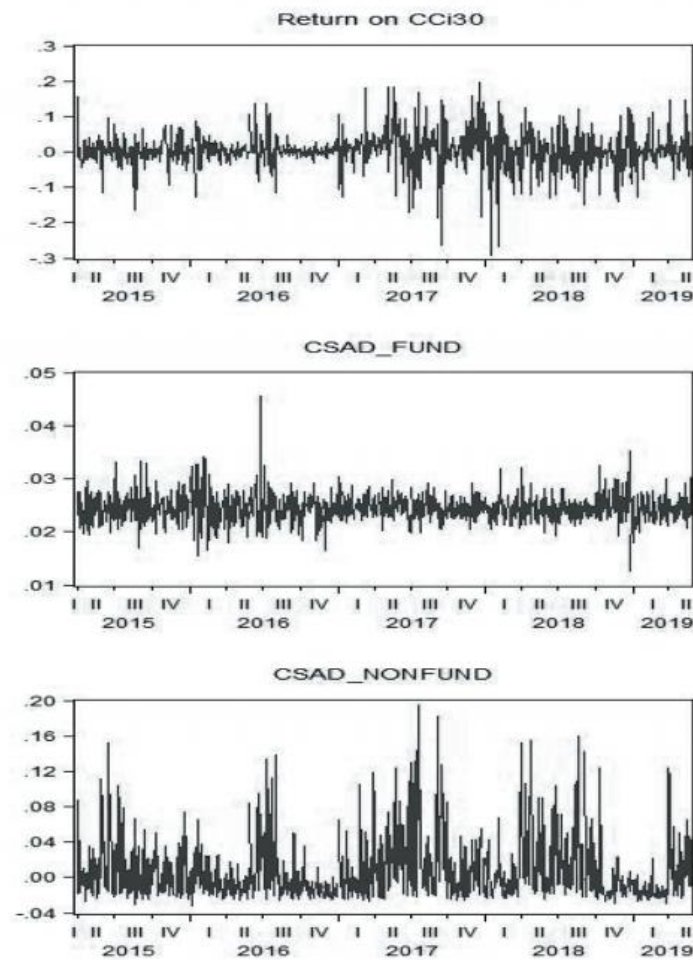 Return on CCi30
.3
.2
.1
.0
-.1
-.2
-.3
I II III IV I II III IV I II III IV I II III IV I II
2015 2016 2017 2018 2019
CSAD_FUND
.05
.04
.03
.02
.01
I II III IV I II III IV I II III IV I II III IV I II
2015 2016 2017 2018 2019
CSAD_NONFUND
.20
.16
.12
.08
.04
.00
-.04
I II III IV I II III IV I II III IV I II III IV I II
2015 2016 2017 2018 2019